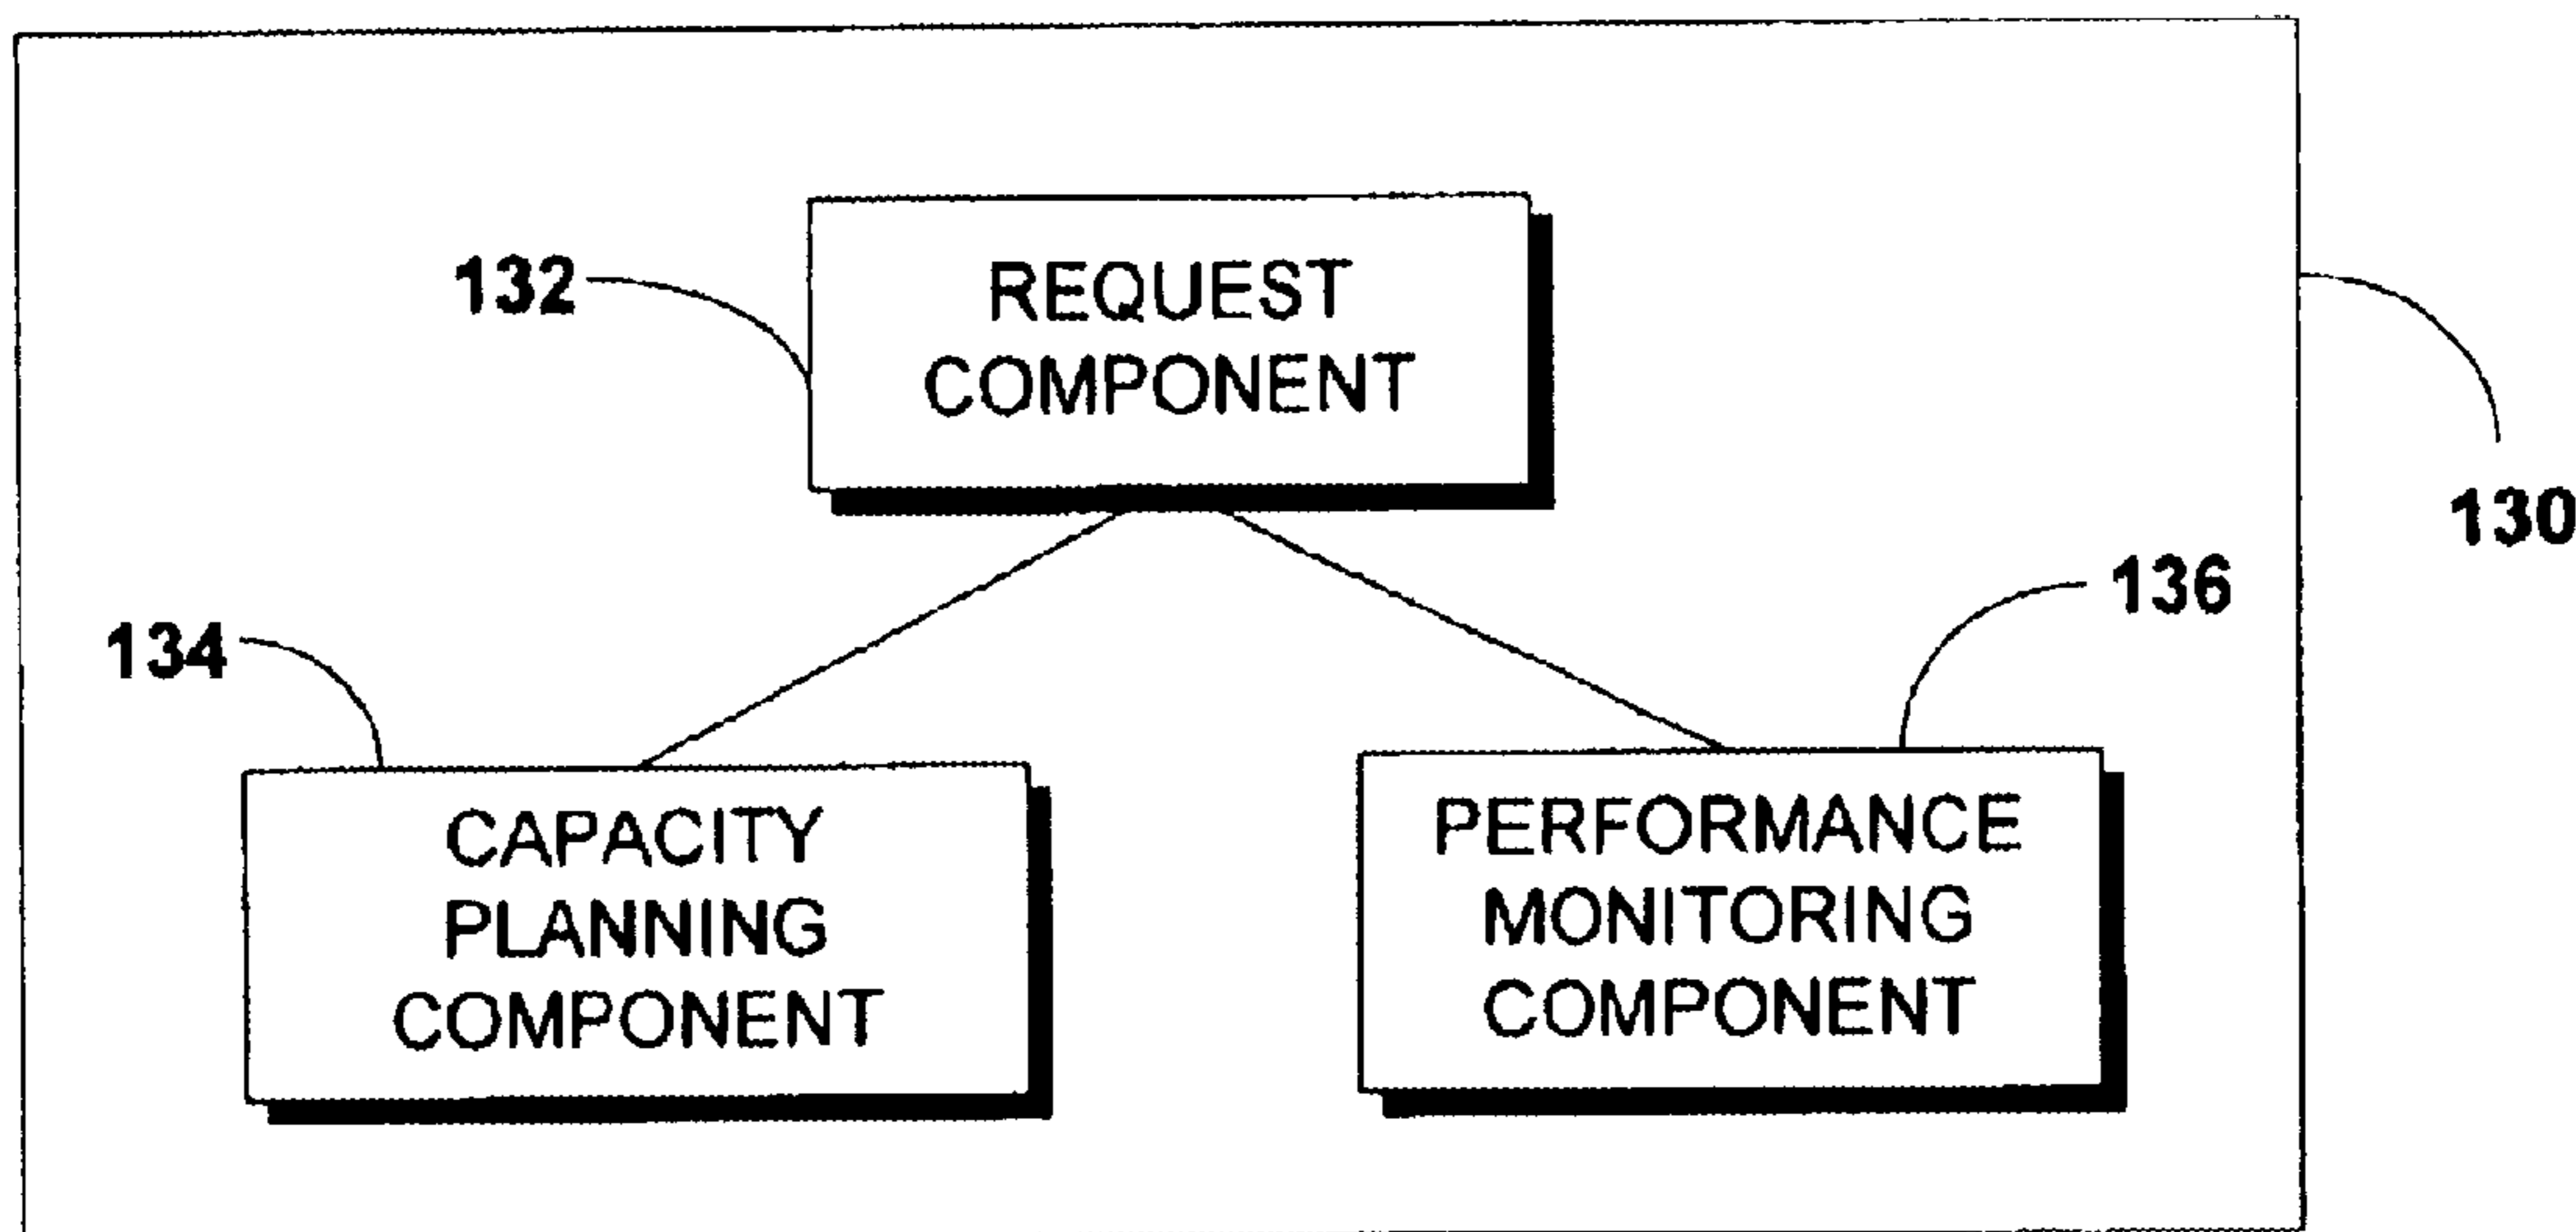 132
REQUEST
COMPONENT
130
136
134
CAPACITY
PLANNING
COMPONENT
PERFORMANCE
MONITORING
COMPONENT